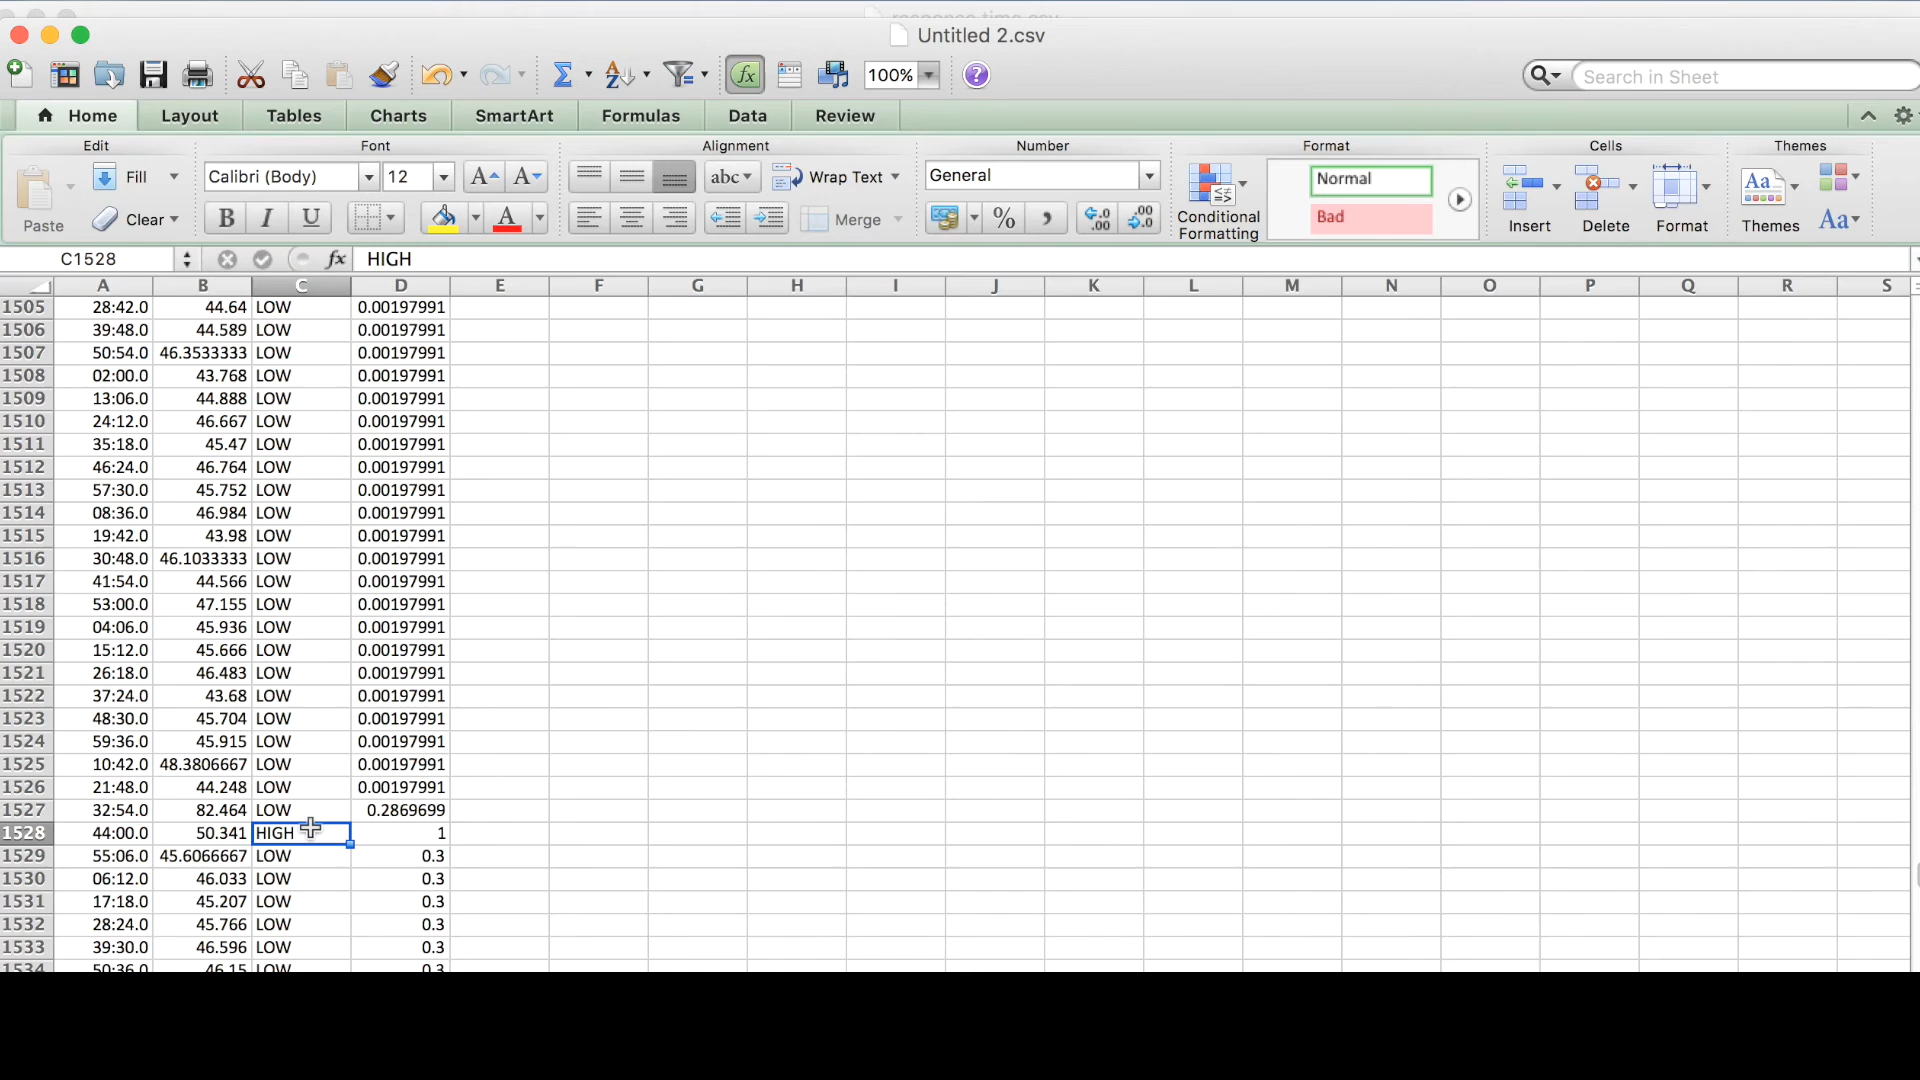 response time.csv
Untitled 2.csv
100%
Search in Sheet
Home Layout Tables Charts SmartArt Formulas Data Review
Edit Font Alignment Number Format Cells Themes
Fill Calibri (Body) 12 A A abc Wrap Text General Normal
Paste Clear B I U A Merge % Conditional Formatting Bad Insert Delete Format Themes Aa
C1528 fx HIGH
A B C D E F G H I J K L M N O P Q R S
1505 28:42.0 44.64 LOW 0.00197991
1506 39:48.0 44.589 LOW 0.00197991
1507 50:54.0 46.3533333 LOW 0.00197991
1508 02:00.0 43.768 LOW 0.00197991
1509 13:06.0 44.888 LOW 0.00197991
1510 24:12.0 46.667 LOW 0.00197991
1511 35:18.0 45.47 LOW 0.00197991
1512 46:24.0 46.764 LOW 0.00197991
1513 57:30.0 45.752 LOW 0.00197991
1514 08:36.0 46.984 LOW 0.00197991
1515 19:42.0 43.98 LOW 0.00197991
1516 30:48.0 46.1033333 LOW 0.00197991
1517 41:54.0 44.566 LOW 0.00197991
1518 53:00.0 47.155 LOW 0.00197991
1519 04:06.0 45.936 LOW 0.00197991
1520 15:12.0 45.666 LOW 0.00197991
1521 26:18.0 46.483 LOW 0.00197991
1522 37:24.0 43.68 LOW 0.00197991
1523 48:30.0 45.704 LOW 0.00197991
1524 59:36.0 45.915 LOW 0.00197991
1525 10:42.0 48.3806667 LOW 0.00197991
1526 21:48.0 44.248 LOW 0.00197991
1527 32:54.0 82.464 LOW 0.2869699
1528 44:00.0 50.341 HIGH 1
1529 55:06.0 45.6066667 LOW 0.3
1530 06:12.0 46.033 LOW 0.3
1531 17:18.0 45.207 LOW 0.3
1532 28:24.0 45.766 LOW 0.3
1533 39:30.0 46.596 LOW 0.3
1534 50:36.0 46.15 LOW 0.3